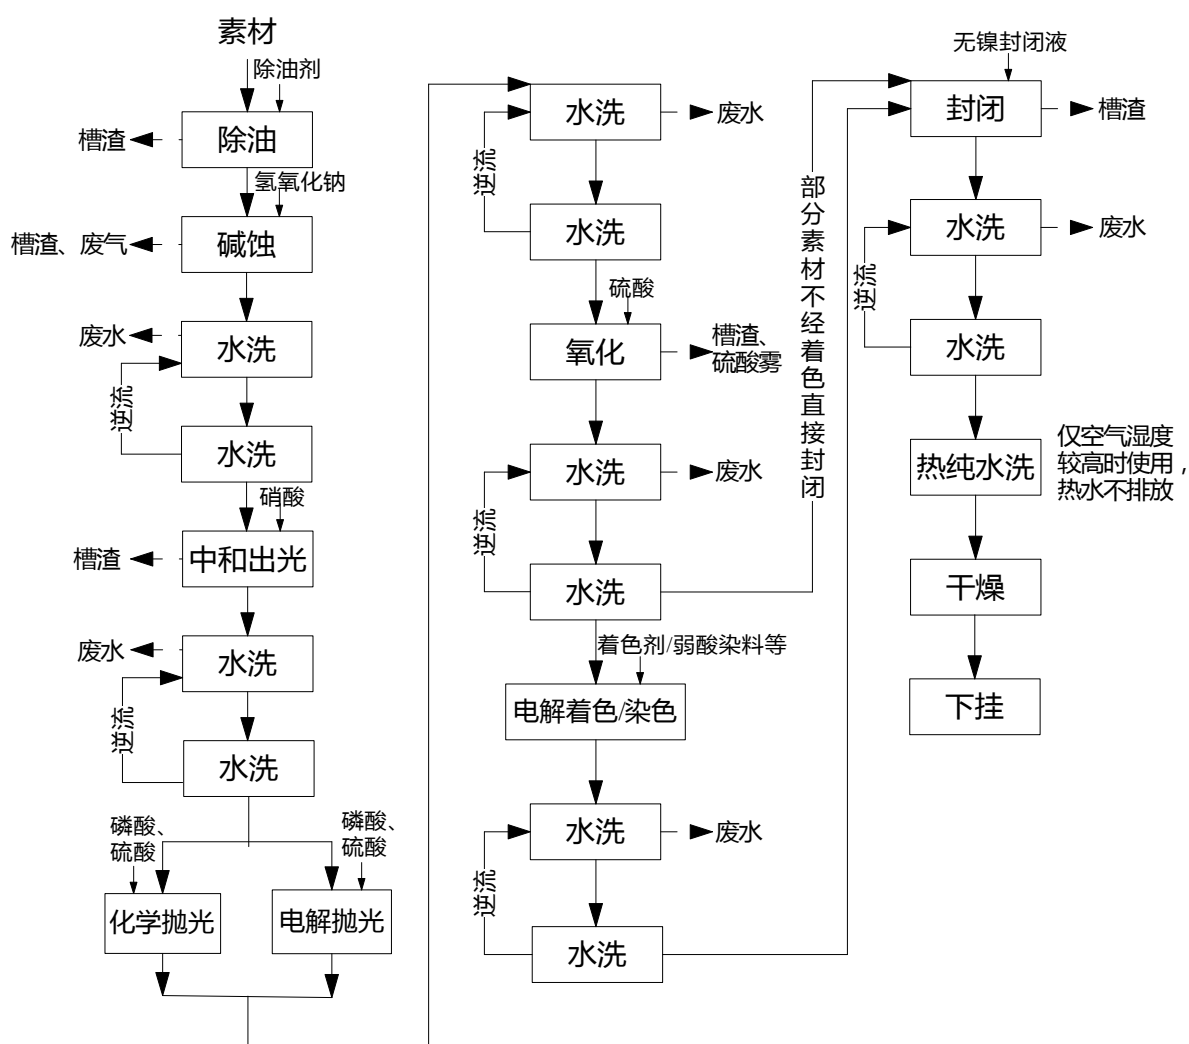 素材
除油剂
除油
槽渣
氢氧化钠
碱蚀
槽渣、废气
水洗
废水
逆流
水洗
硝酸
中和出光
槽渣
水洗
废水
逆流
水洗
磷酸、
硫酸
磷酸、
硫酸
化学抛光
电解抛光
水洗
废水
逆流
水洗
硫酸
氧化
槽渣、
硫酸雾
水洗
废水
逆流
水洗
部分素材不经着色直接封闭
着色剂/弱酸染料等
电解着色/染色
水洗
废水
逆流
水洗
无镍封闭液
封闭
槽渣
水洗
废水
逆流
水洗
热纯水洗
仅空气湿度
较高时使用，
热水不排放
干燥
下挂